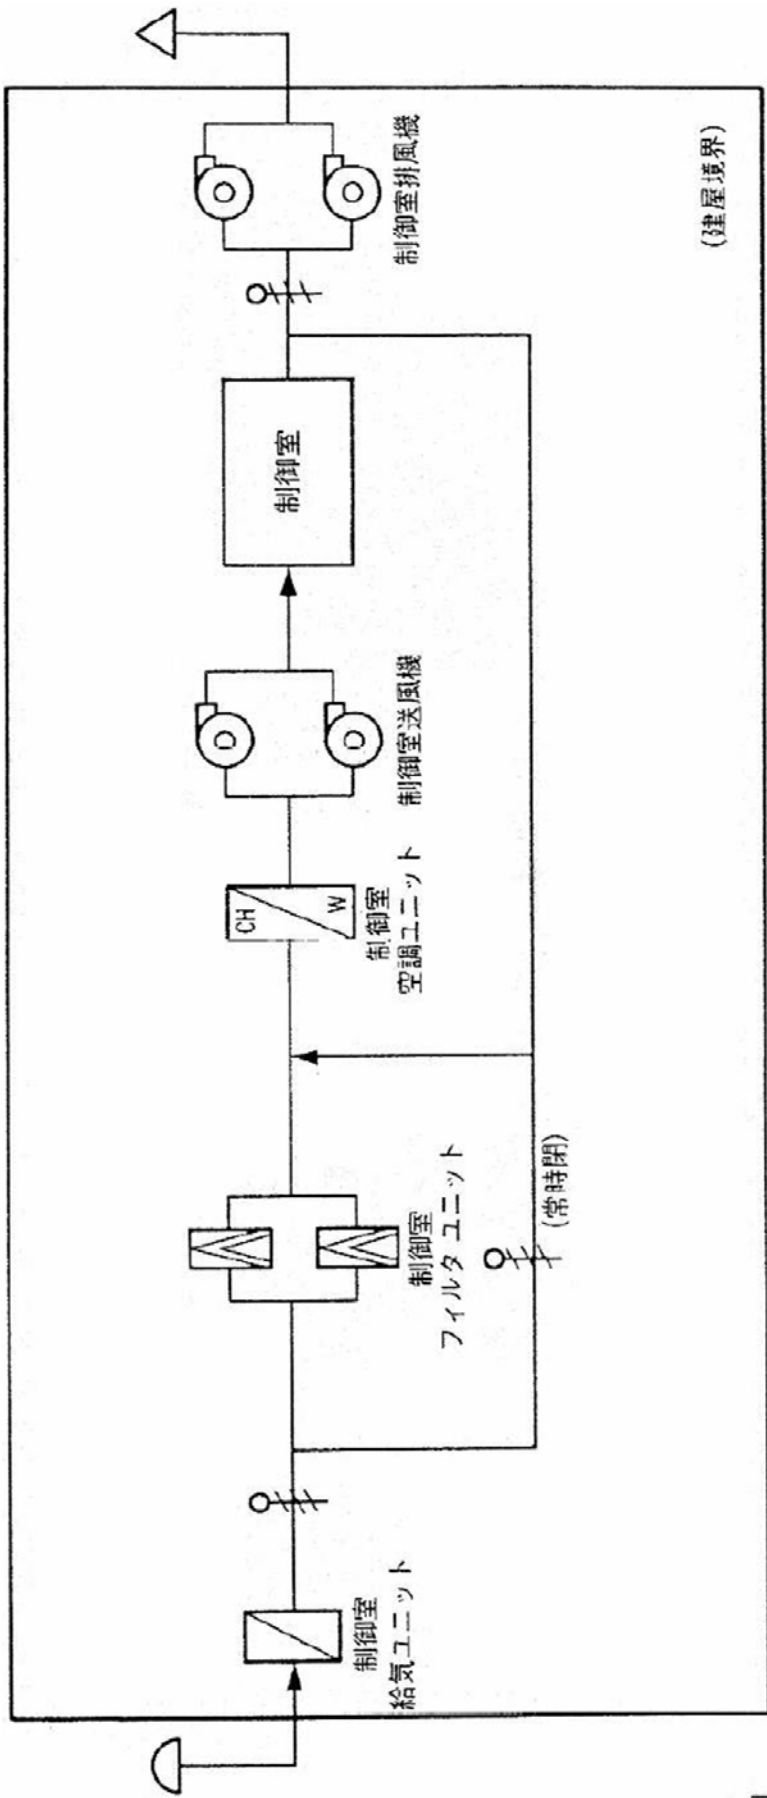 制御室
給気ユニット
制御室
フィルタ ユニット
(常時閉)
CH
W
制御室
空調ユニット
制御室送風機
制御室
制御室排風機
(建屋境界)